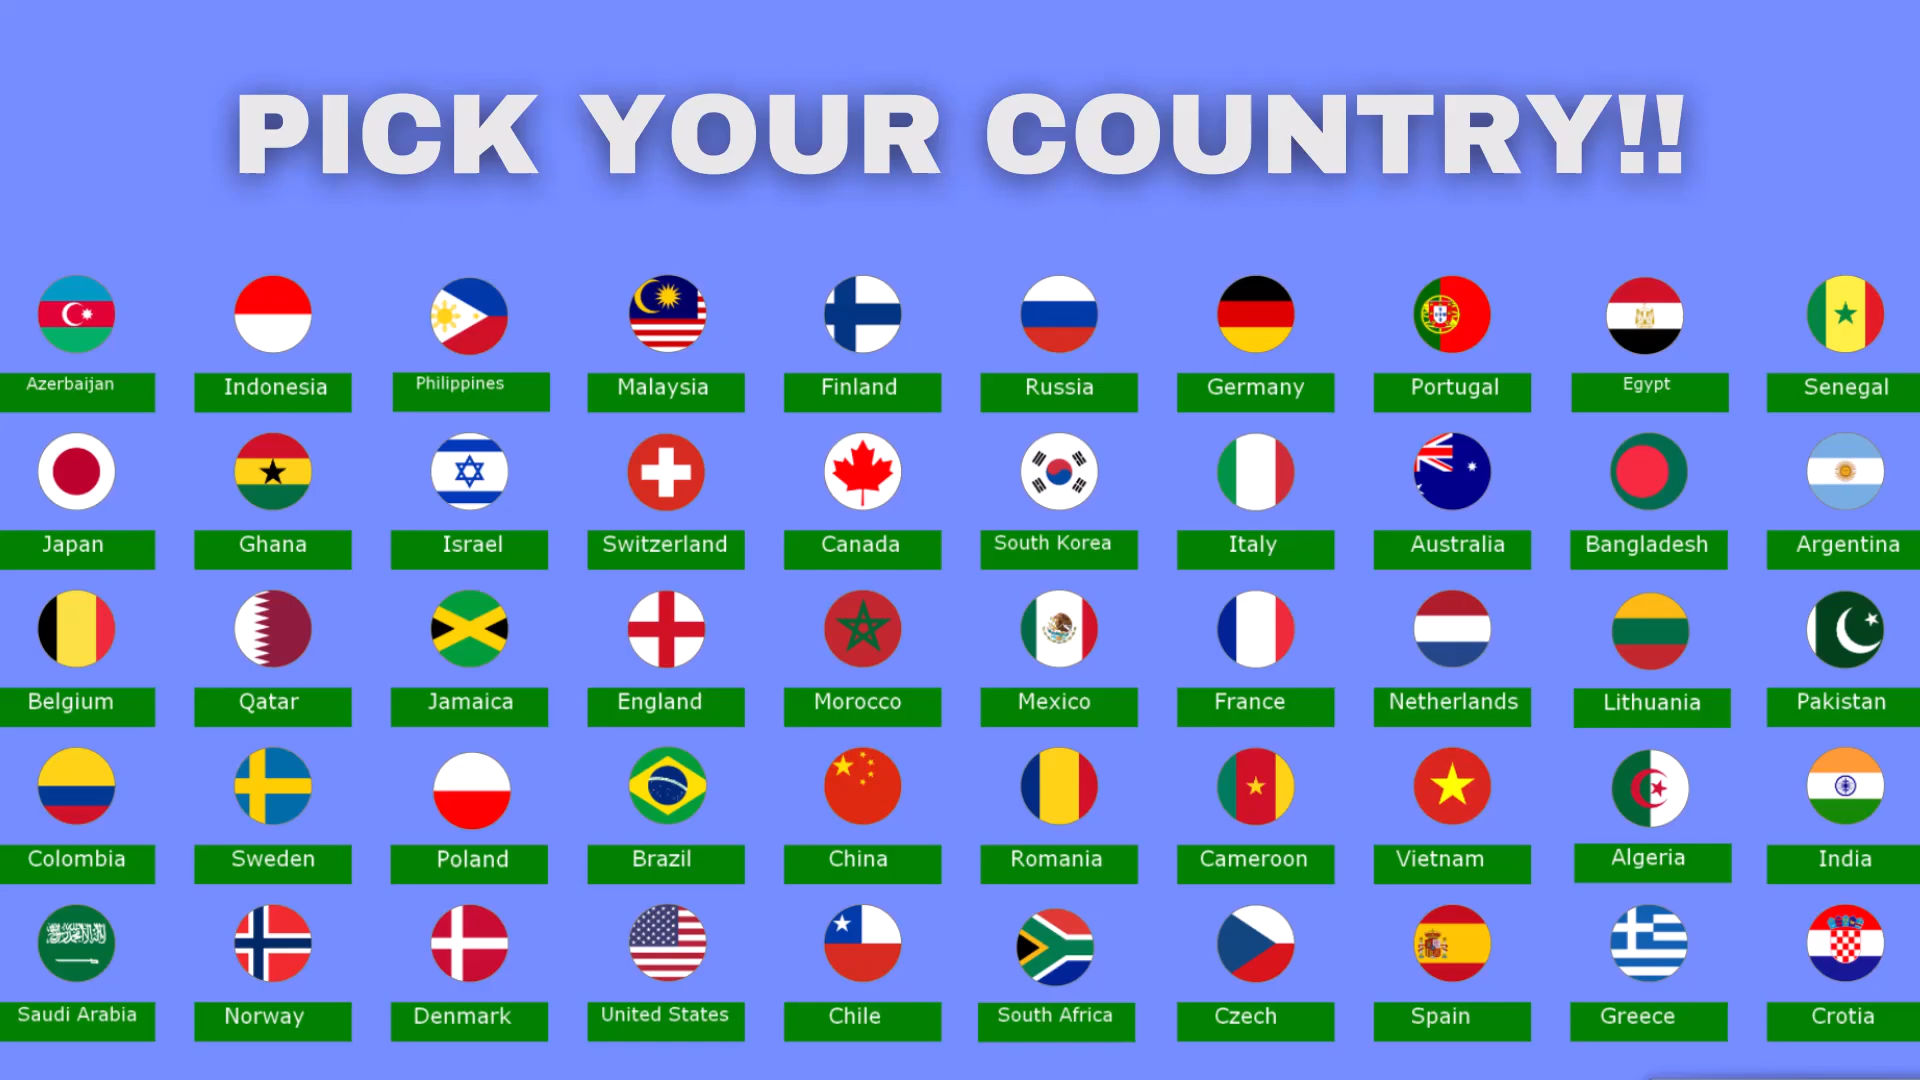 PICK YOUR COUNTRY!!
Azerbaijan Indonesia Philippines Malaysia Finland Russia Germany Portugal Egypt Senegal
Japan Ghana Israel Switzerland Canada South Korea Italy Australia Bangladesh Argentina
Belgium Qatar Jamaica England Morocco Mexico France Netherlands Lithuania Pakistan
Colombia Sweden Poland Brazil China Romania Cameroon Vietnam Algeria India
Saudi Arabia Norway Denmark United States Chile South Africa Czech Spain Greece Crotia